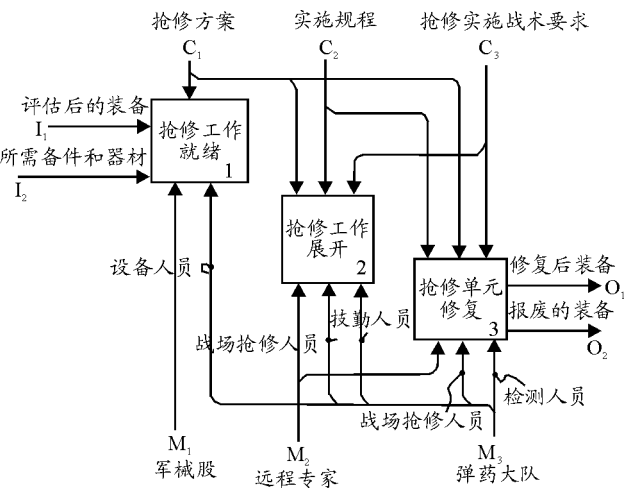 抢修方案
实施规程
抢修实施战术要求
C1
C2
C3
评估后的装备
I1
所需备件和器材
I2
抢修工作
就绪
1
抢修工作
展开
2
设备人员
技勤人员
战场抢修人员
抢修单元
修复
3
修复后装备
O1
报废的装备
O2
战场抢修人员
检测人员
M1
军械股
M2
远程专家
M3
弹药大队